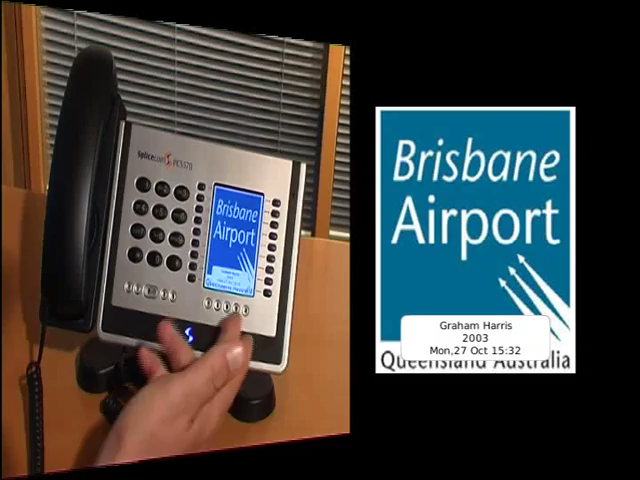 Splicecom PCS570
Brisbane
Airport
Brisbane
Airport
Graham Harris
2003
Mon,27 Oct 15:32
Queensland Australia